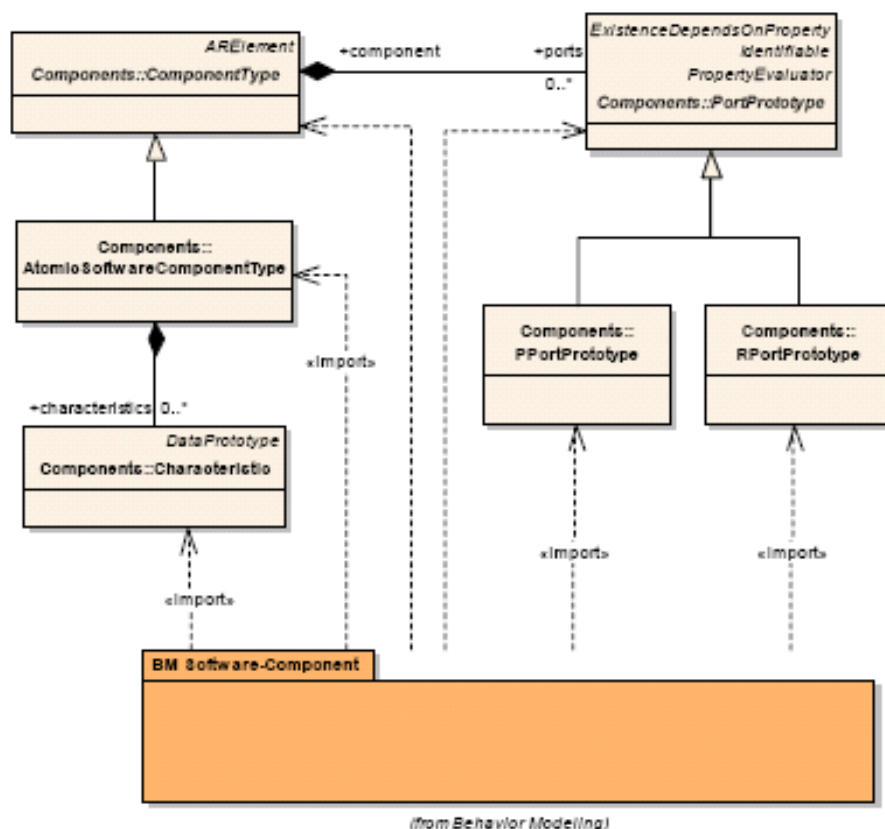 ARElement
Components::ComponentType
+component
+ports
0..*
ExistenceDependsOnProperty
Identifiable
PropertyEvaluator
Components::PortPrototype
Components::
AtomicSoftwareComponentType
«import»
Components::
PPortPrototype
Components::
RPortPrototype
+characteristics 0..*
DataPrototype
Components::Characteristic
«import»
«import»
«import»
BM Software-Component
(from Behavior Modeling)